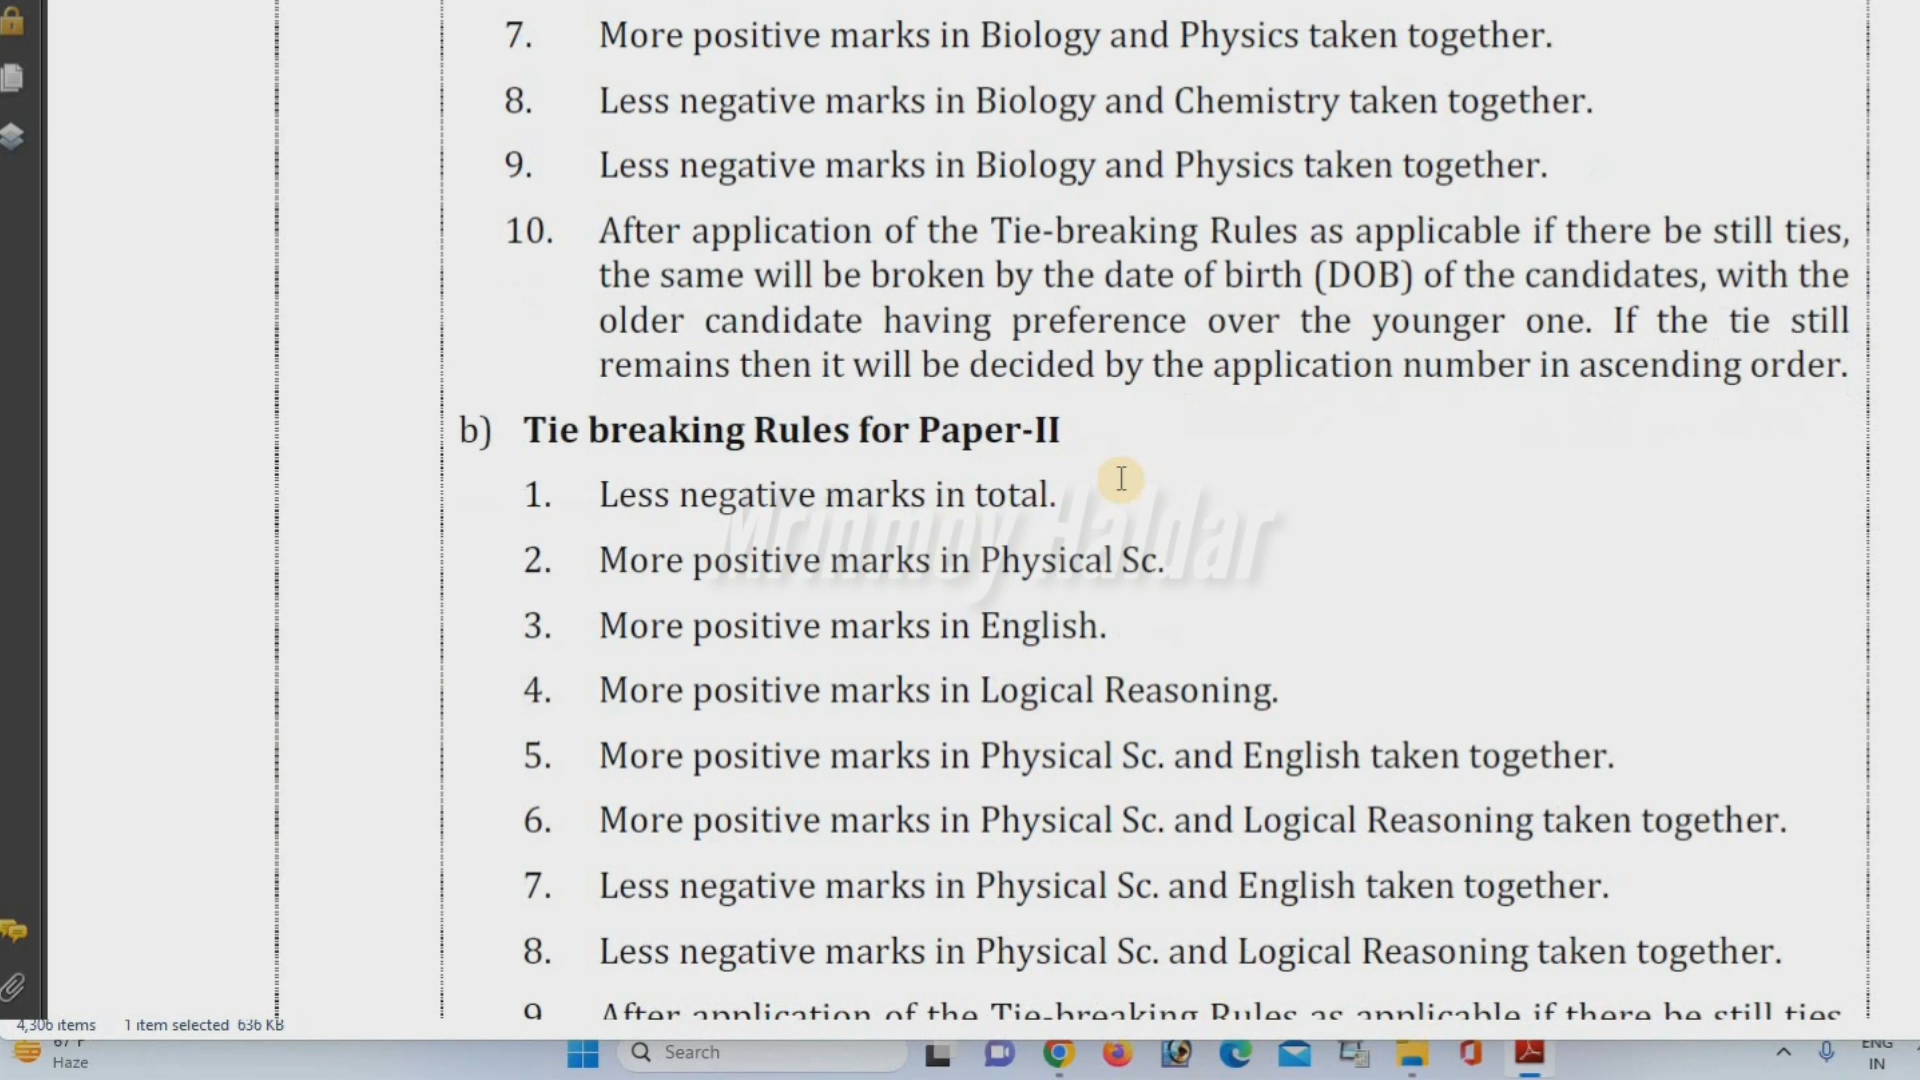 7. More positive marks in Biology and Physics taken together.
8. Less negative marks in Biology and Chemistry taken together.
9. Less negative marks in Biology and Physics taken together.
10. After application of the Tie-breaking Rules as applicable if there be still ties,
the same will be broken by the date of birth (DOB) of the candidates, with the
older candidate having preference over the younger one. If the tie still
remains then it will be decided by the application number in ascending order.
b) Tie breaking Rules for Paper-II
1. Less negative marks in total.
Mrinmoy Haldar
2. More positive marks in Physical Sc.
3. More positive marks in English.
4. More positive marks in Logical Reasoning.
5. More positive marks in Physical Sc. and English taken together.
6. More positive marks in Physical Sc. and Logical Reasoning taken together.
7. Less negative marks in Physical Sc. and English taken together.
8. Less negative marks in Physical Sc. and Logical Reasoning taken together.
9 After application of the Tie-breaking Rules as applicable if there be still ties
4,306 items 1 item selected 636 KB
67°F
Haze
Search
ENG
IN